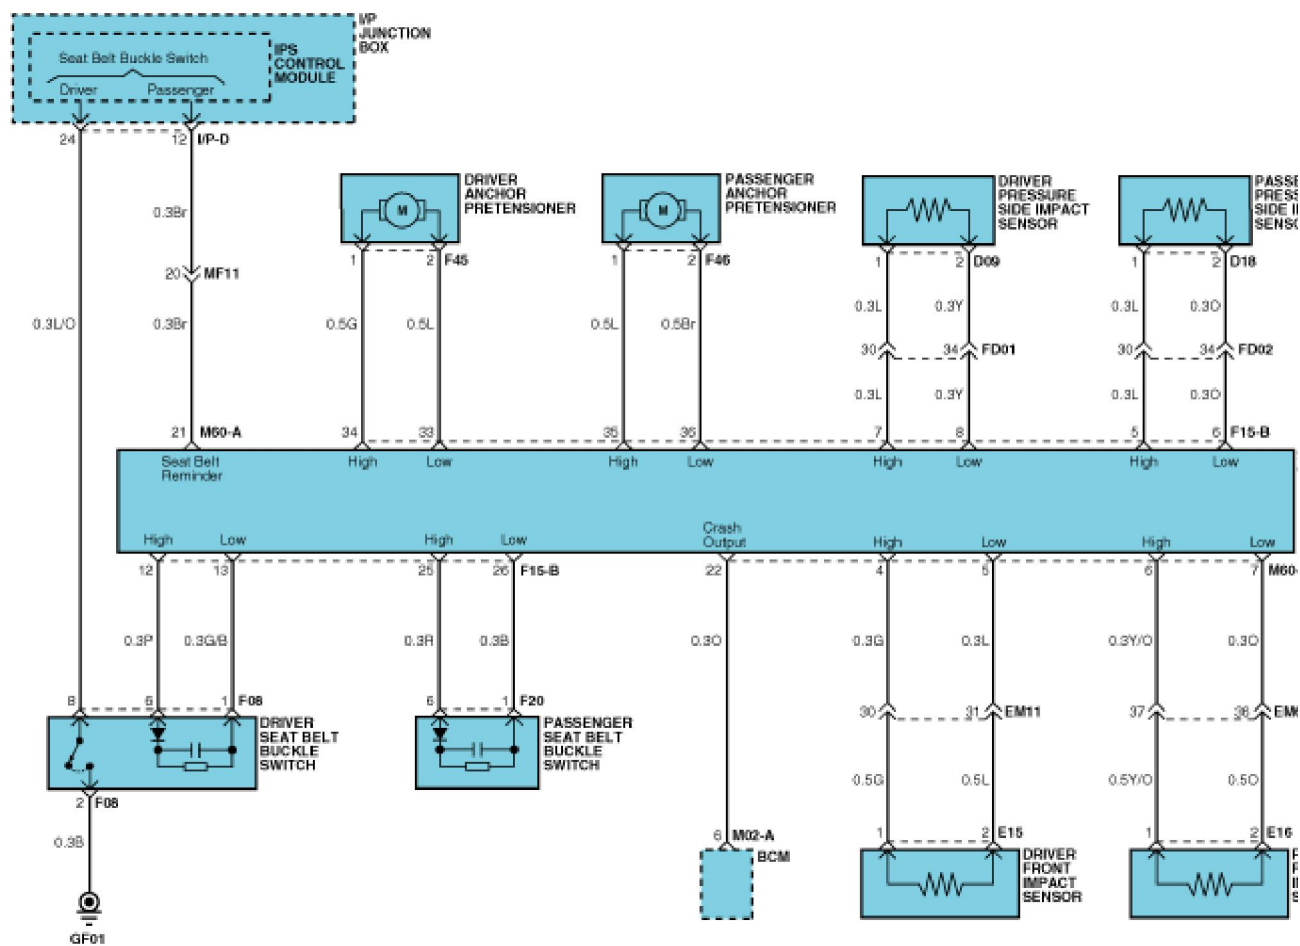 I/P
JUNCTION
BOX
IPS
CONTROL
MODULE
Seat Belt Buckle Switch
Driver Passenger
24 12 I/P-D
0.3Br
20 MF11
0.3L/O 0.3Br
21 M60-A
DRIVER
ANCHOR
PRETENSIONER
1 2 F45
0.5G 0.5L
34 33
PASSENGER
ANCHOR
PRETENSIONER
1 2 F46
0.5L 0.5Br
35 36
DRIVER
PRESSURE
SIDE IMPACT
SENSOR
1 2 D09
0.3L 0.3Y
30 34 FD01
0.3L 0.3Y
7 8
PASSE
PRESS
SIDE I
SENSO
1 2 D18
0.3L 0.3O
30 34 FD02
0.3L 0.3O
5 6 F15-B
Seat Belt
Reminder
High Low High Low High Low High Low
High Low High Low
Crash
Output
High Low High Low
12 13 25 26 F15-B 22 4 5 6 7 M60-
0.3P 0.3G/B 0.3R 0.3B 0.3O 0.3G 0.3L 0.3Y/O 0.3O
8 1 F08
DRIVER
SEAT BELT
BUCKLE
SWITCH
2 F08
0.3B
GF01
6 1 F20
PASSENGER
SEAT BELT
BUCKLE
SWITCH
6 M02-A
BCM
30 31 EM11
0.5G 0.5L
1 2 E15
DRIVER
FRONT
IMPACT
SENSOR
37 36 EM6
0.5Y/O 0.5O
1 2 E16